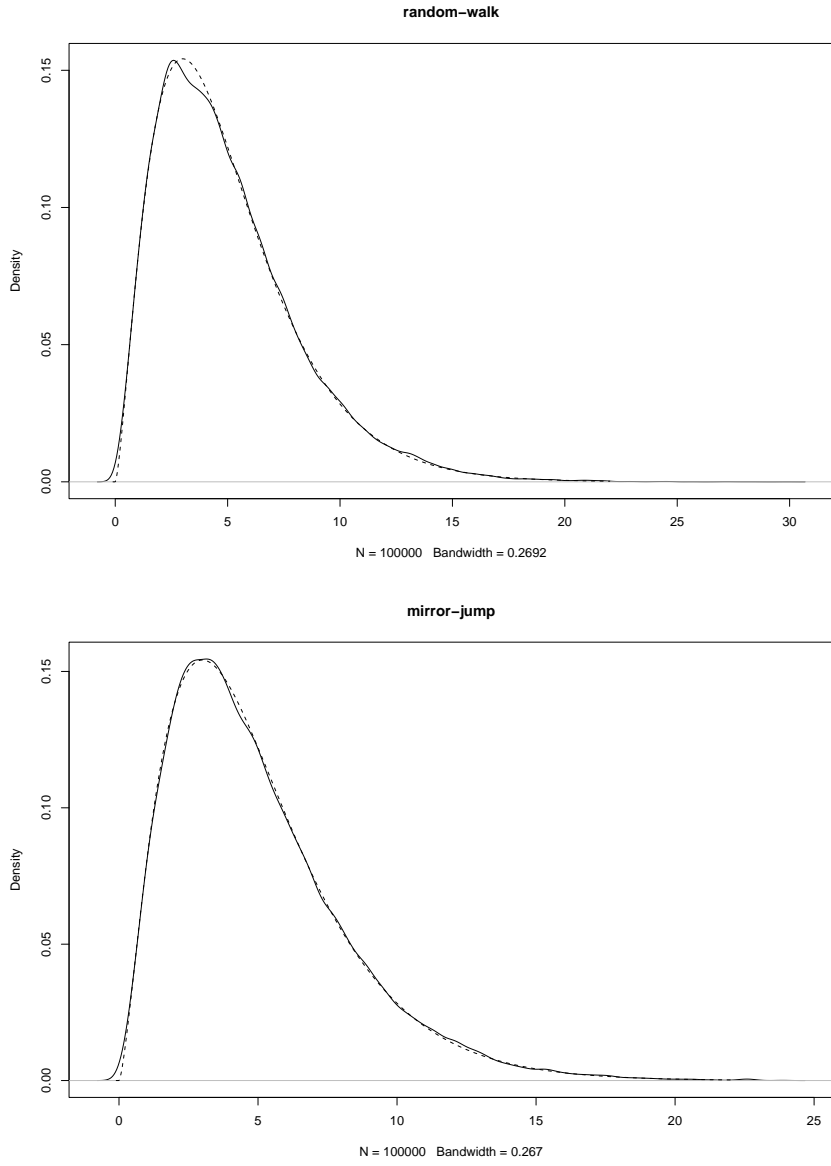 random−walk
0.15
0.10
0.05
0.00
Density
0 5 10 15 20 25 30
N = 100000 Bandwidth = 0.2692
mirror−jump
0.15
0.10
0.05
0.00
Density
0 5 10 15 20 25
N = 100000 Bandwidth = 0.267